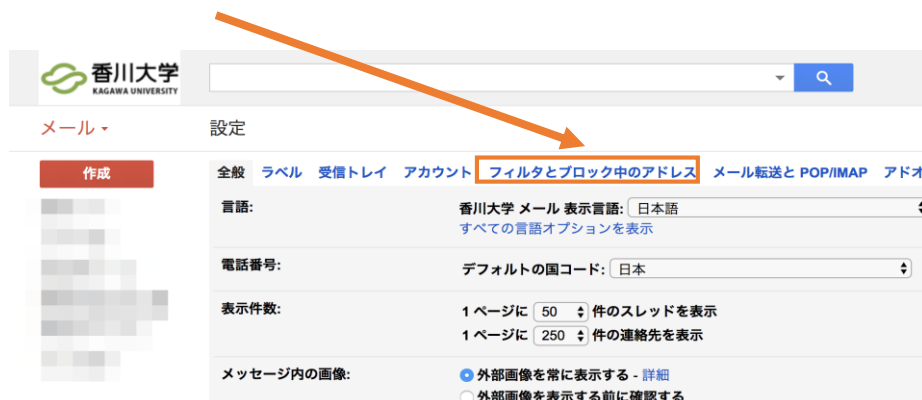 香川大学
KAGAWA UNIVERSITY
メール
設定
作成
全般 ラベル 受信トレイ アカウント フィルタとブロック中のアドレス メール転送と POP/IMAP アドオ
言語: 香川大学 メール 表示言語: 日本語
すべての言語オプションを表示
電話番号: デフォルトの国コード: 日本
表示件数: 1 ページに 50 件のスレッドを表示
1 ページに 250 件の連絡先を表示
メッセージ内の画像: 外部画像を常に表示する - 詳細
外部画像を表示する前に確認する